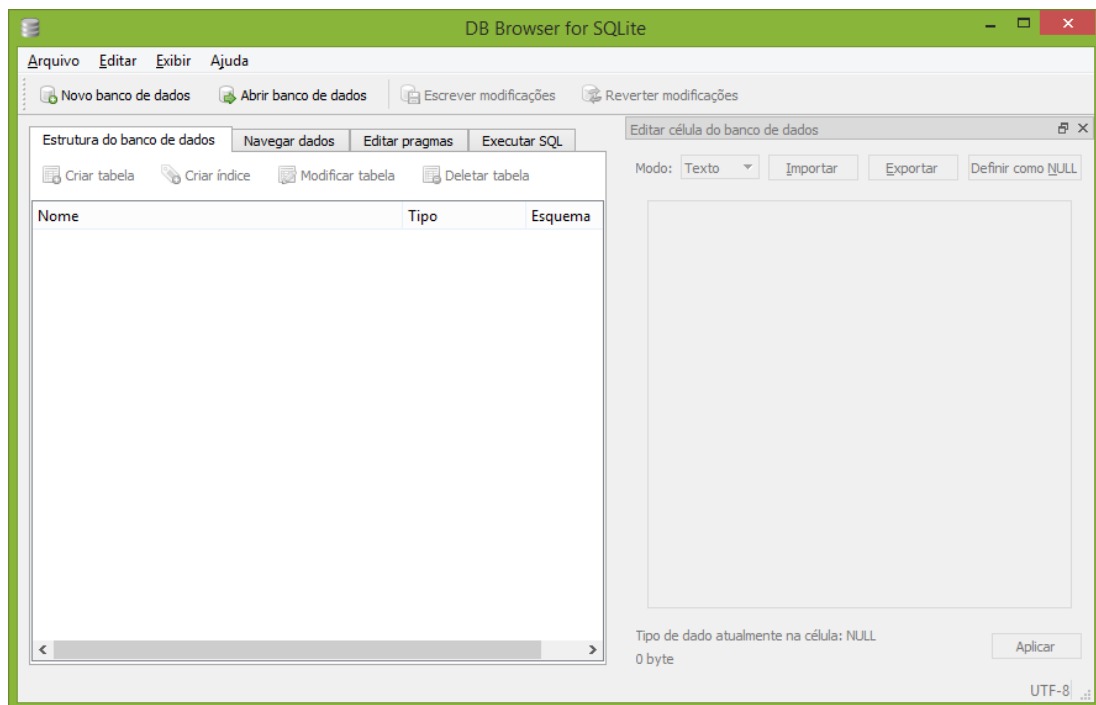 DB Browser for SQLite
Arquivo Editar Exibir Ajuda
Novo banco de dados Abrir banco de dados Escrever modificações Reverter modificações
Estrutura do banco de dados Navegar dados Editar pragmas Executar SQL
Criar tabela Criar índice Modificar tabela Deletar tabela
Nome Tipo Esquema
Editar célula do banco de dados
Modo: Texto Importar Exportar Definir como NULL
Tipo de dado atualmente na célula: NULL
0 byte
Aplicar
UTF-8